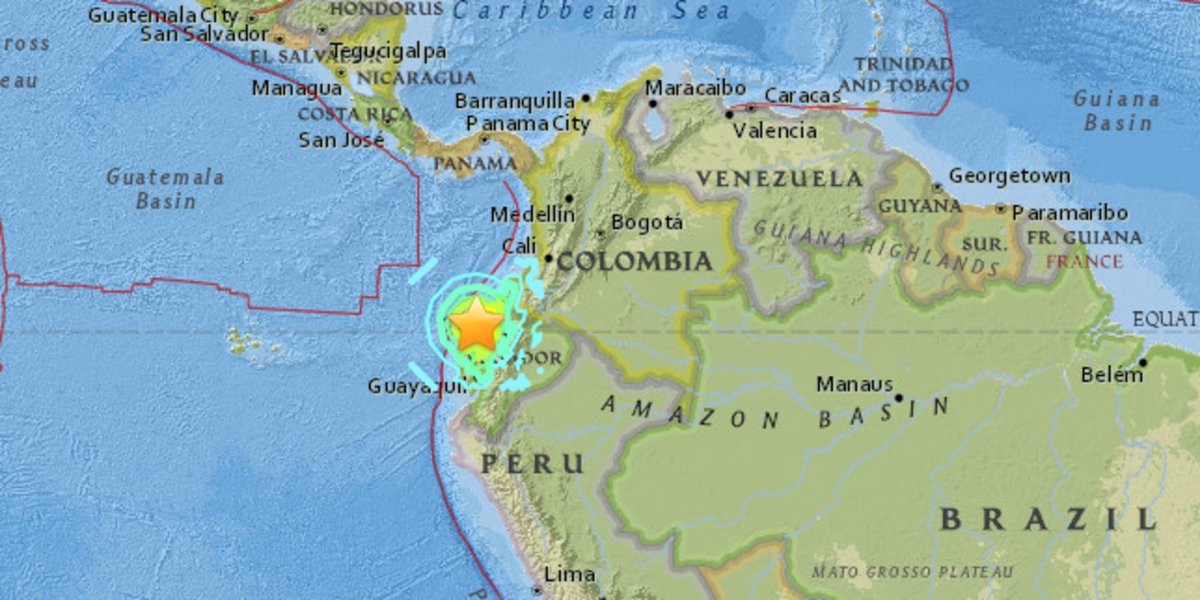 HONDORUS
Caribbean Sea
Guatemala City
San Salvador
Tegucigalpa
EL SALVADOR
NICARAGUA
Managua
COSTA RICA
San José
PANAMA
Panama City
Barranquilla
Maracaibo
Caracas
Valencia
TRINIDAD
AND TOBAGO
Guiana
Basin
Guatemala
Basin
VENEZUELA
Georgetown
GUYANA
Paramaribo
SUR.
FR. GUIANA
FRANCE
GUIANA HIGHLANDS
Medellín
Bogotá
Cali
COLOMBIA
EQUAT
DOR
Guayaquil
Manaus
Belém
AMAZON BASIN
PERU
BRAZIL
Lima
MATO GROSSO PLATEAU
ross
eau
P